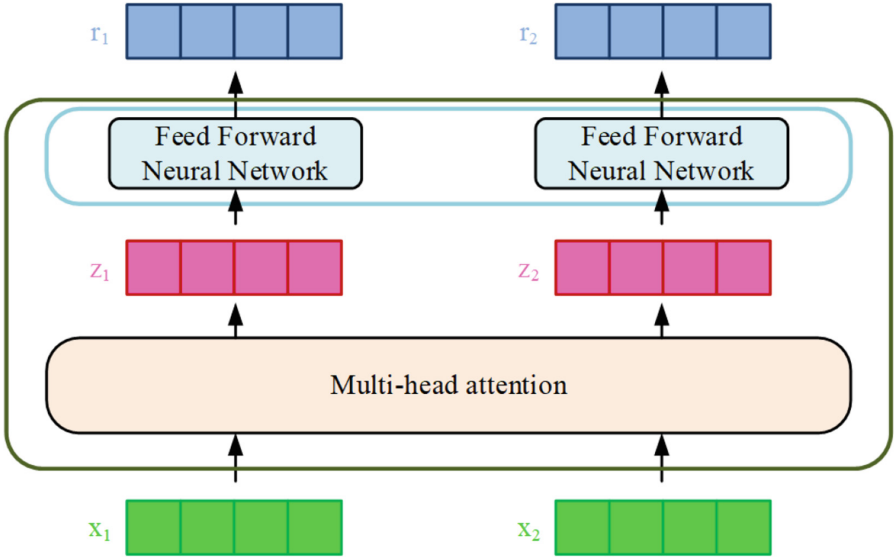 r₁
r₂
Feed Forward
Neural Network
Feed Forward
Neural Network
z₁
z₂
Multi-head attention
x₁
x₂